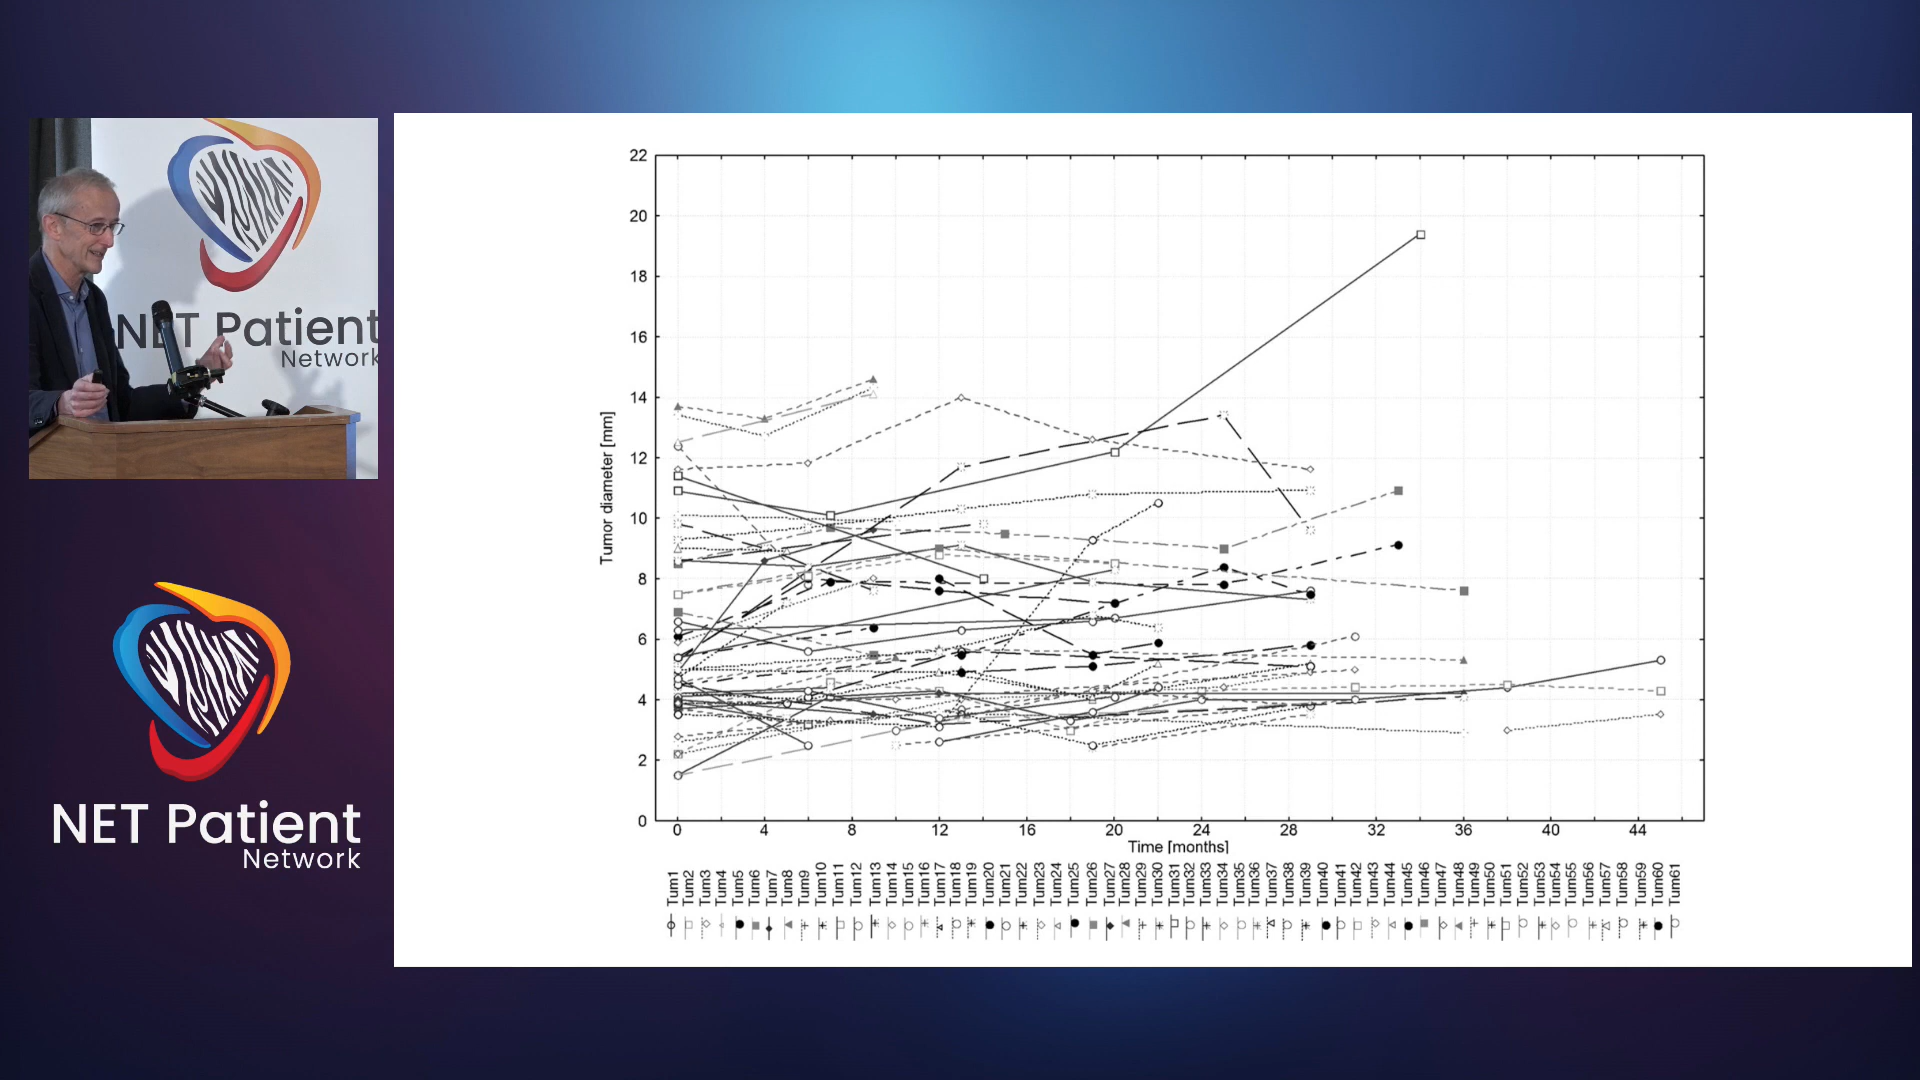 NET Patient
Network
NET Patient
Network
22
20
18
16
14
12
10
8
6
4
2
0
Tumor diameter [mm]
0 4 8 12 16 20 24 28 32 36 40 44
Time [months]
Tum1 Tum2 Tum3 Tum4 Tum5 Tum6 Tum7 Tum8 Tum9 Tum10 Tum11 Tum12 Tum13 Tum14 Tum15 Tum16 Tum17 Tum18 Tum19 Tum20 Tum21 Tum22 Tum23 Tum24 Tum25 Tum26 Tum27 Tum28 Tum29 Tum30 Tum31 Tum32 Tum33 Tum34 Tum35 Tum36 Tum37 Tum38 Tum39 Tum40 Tum41 Tum42 Tum43 Tum44 Tum45 Tum46 Tum47 Tum48 Tum49 Tum50 Tum51 Tum52 Tum53 Tum54 Tum55 Tum56 Tum57 Tum58 Tum59 Tum60 Tum61